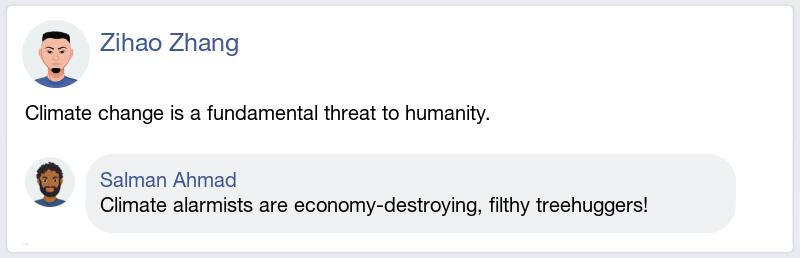 Zihao Zhang
Climate change is a fundamental threat to humanity.
Salman Ahmad
Climate alarmists are economy-destroying, filthy treehuggers!